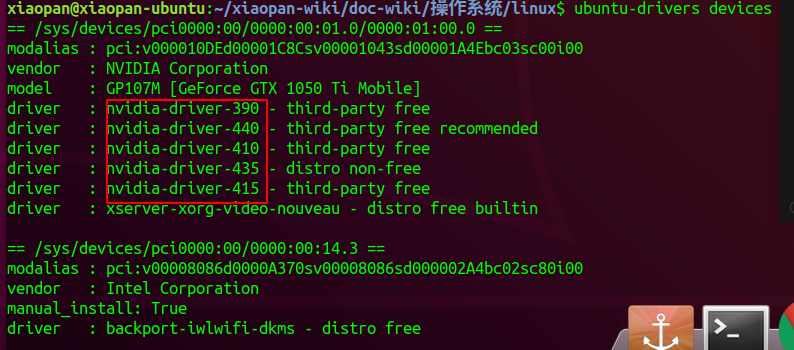 xiaopan@xiaopan-ubuntu:~/xiaopan-wiki/doc-wiki/操作系统/linux$ ubuntu-drivers devices
== /sys/devices/pci0000:00/0000:00:01.0/0000:01:00.0 ==
modalias : pci:v000010DEd00001C8Csv00001043sd00001A4Ebc03sc00i00
vendor   : NVIDIA Corporation
model    : GP107M [GeForce GTX 1050 Ti Mobile]
driver   : nvidia-driver-390 - third-party free
driver   : nvidia-driver-440 - third-party free recommended
driver   : nvidia-driver-410 - third-party free
driver   : nvidia-driver-435 - distro non-free
driver   : nvidia-driver-415 - third-party free
driver   : xserver-xorg-video-nouveau - distro free builtin
== /sys/devices/pci0000:00/0000:00:14.3 ==
modalias : pci:v00008086d0000A370sv00008086sd000002A4bc02sc80i00
vendor   : Intel Corporation
manual_install: True
driver   : backport-iwlwifi-dkms - distro free